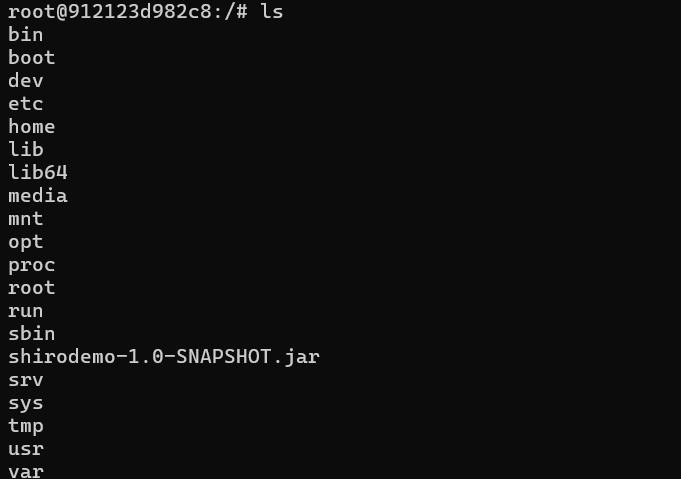 root@912123d982c8:/# ls
bin
boot
dev
etc
home
lib
lib64
media
mnt
opt
proc
root
run
sbin
shirodemo-1.0-SNAPSHOT.jar
srv
sys
tmp
usr
var